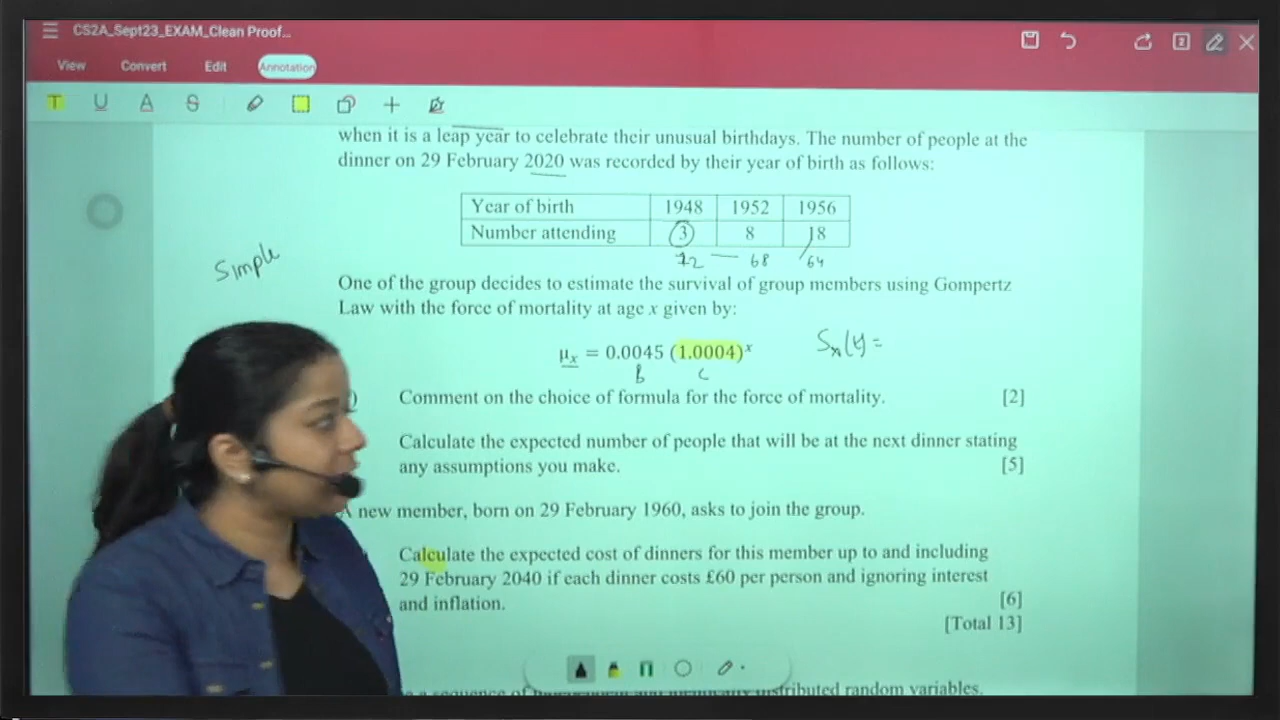 CS2A_Sept23_EXAM_Clean Proof...
View Convert Edit Annotation
T U A S
when it is a leap year to celebrate their unusual birthdays. The number of people at the
dinner on 29 February 2020 was recorded by their year of birth as follows:
Year of birth 1948 1952 1956
Number attending 3 8 18
72 — 68 64
Simple
One of the group decides to estimate the survival of group members using Gompertz
Law with the force of mortality at age x given by:
μₓ = 0.0045 (1.0004)ˣ
B C
Sₓ(t) =
Comment on the choice of formula for the force of mortality. [2]
Calculate the expected number of people that will be at the next dinner stating
any assumptions you make. [5]
A new member, born on 29 February 1960, asks to join the group.
Calculate the expected cost of dinners for this member up to and including
29 February 2040 if each dinner costs £60 per person and ignoring interest
and inflation. [6]
[Total 13]
a sequence of independent and identically distributed random variables.